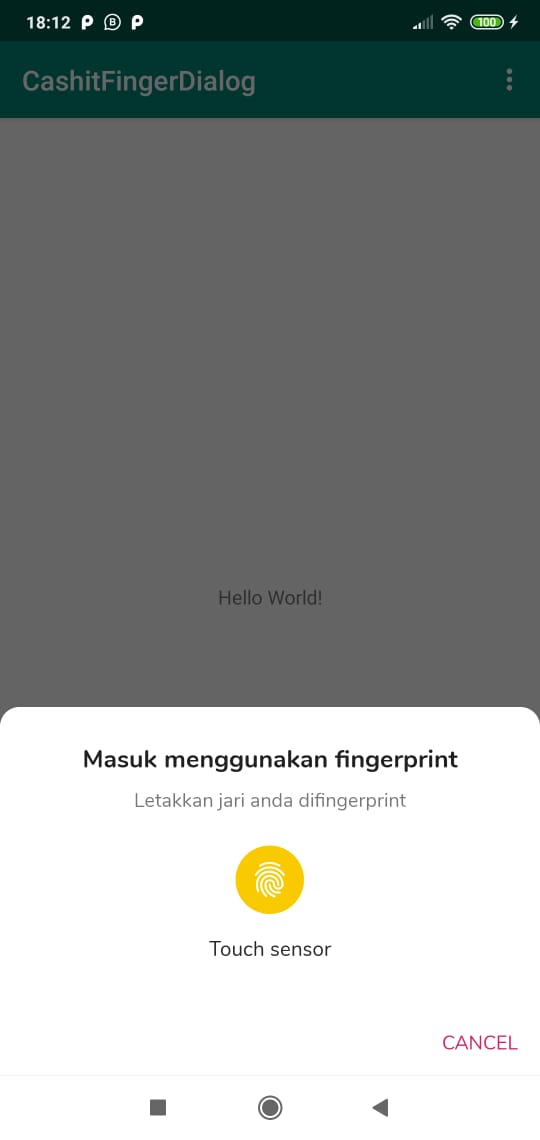 18:12
100
CashitFingerDialog
Hello World!
Masuk menggunakan fingerprint
Letakkan jari anda difingerprint
Touch sensor
CANCEL